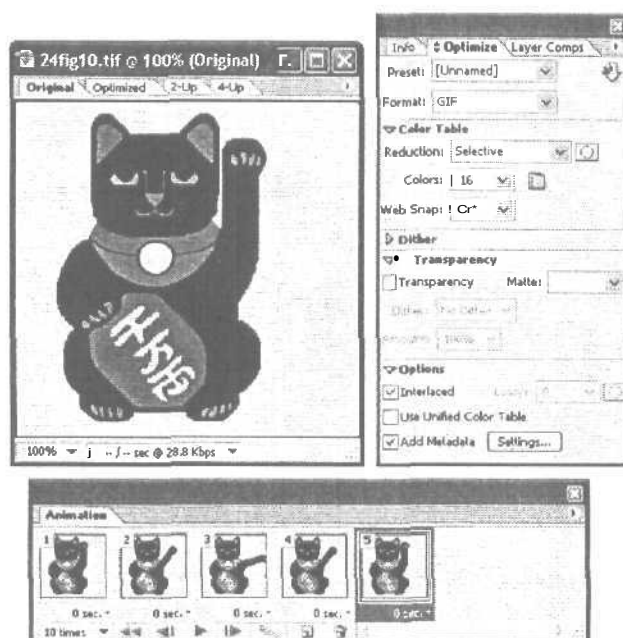 24fig10.tif @ 100% (Original)
Original Optimized 2-Up 4-Up
100% j -- / -- sec @ 28.8 Kbps
Info Optimize Layer Comps
Preset: [Unnamed]
Format: GIF
Color Table
Reduction: Selective
Colors: | 16
Web Snap: ! Cr*
Dither
Transparency
Transparency Matte:
Options
Interlaced
Use Unified Color Table
Add Metadata Settings...
Animation
1 2 3 4 5
0 sec. 0 sec. 0 sec. 0 sec. 0 sec.
10 times